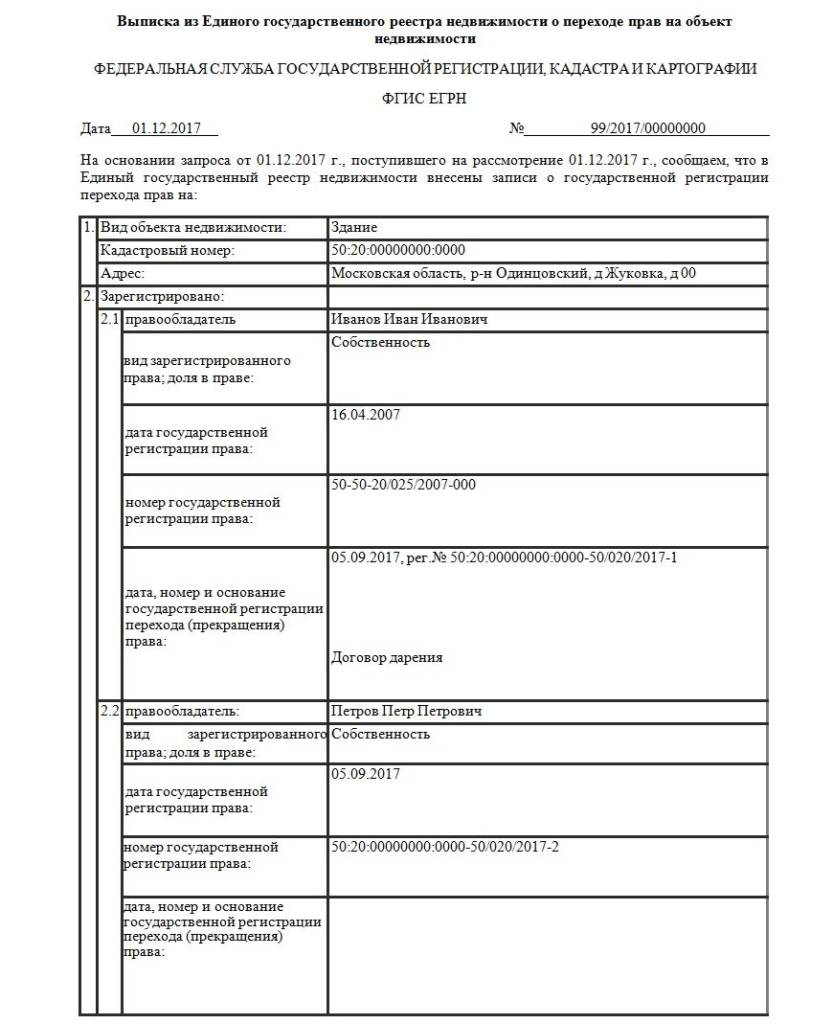 Выписка из Единого государственного реестра недвижимости о переходе прав на объект
недвижимости
ФЕДЕРАЛЬНАЯ СЛУЖБА ГОСУДАРСТВЕННОЙ РЕГИСТРАЦИИ, КАДАСТРА И КАРТОГРАФИИ
ФГИС ЕГРН
Дата 01.12.2017 № 99/2017/00000000
На основании запроса от 01.12.2017 г., поступившего на рассмотрение 01.12.2017 г., сообщаем, что в
Единый государственный реестр недвижимости внесены записи о государственной регистрации
перехода прав на:
1. Вид объекта недвижимости: Здание
Кадастровый номер: 50:20:00000000:0000
Адрес: Московская область, р-н Одинцовский, д Жуковка, д 00
2. Зарегистрировано:
2.1 правообладатель Иванов Иван Иванович
вид зарегистрированного
права; доля в праве:
Собственность
дата государственной
регистрации права:
16.04.2007
номер государственной
регистрации права:
50-50-20/025/2007-000
дата, номер и основание
государственной регистрации
перехода (прекращения)
права:
05.09.2017, рег.№ 50:20:00000000:0000-50/020/2017-1
Договор дарения
2.2 правообладатель: Петров Петр Петрович
вид зарегистрированного
права; доля в праве:
Собственность
дата государственной
регистрации права:
05.09.2017
номер государственной
регистрации права:
50:20:00000000:0000-50/020/2017-2
дата, номер и основание
государственной регистрации
перехода (прекращения)
права: